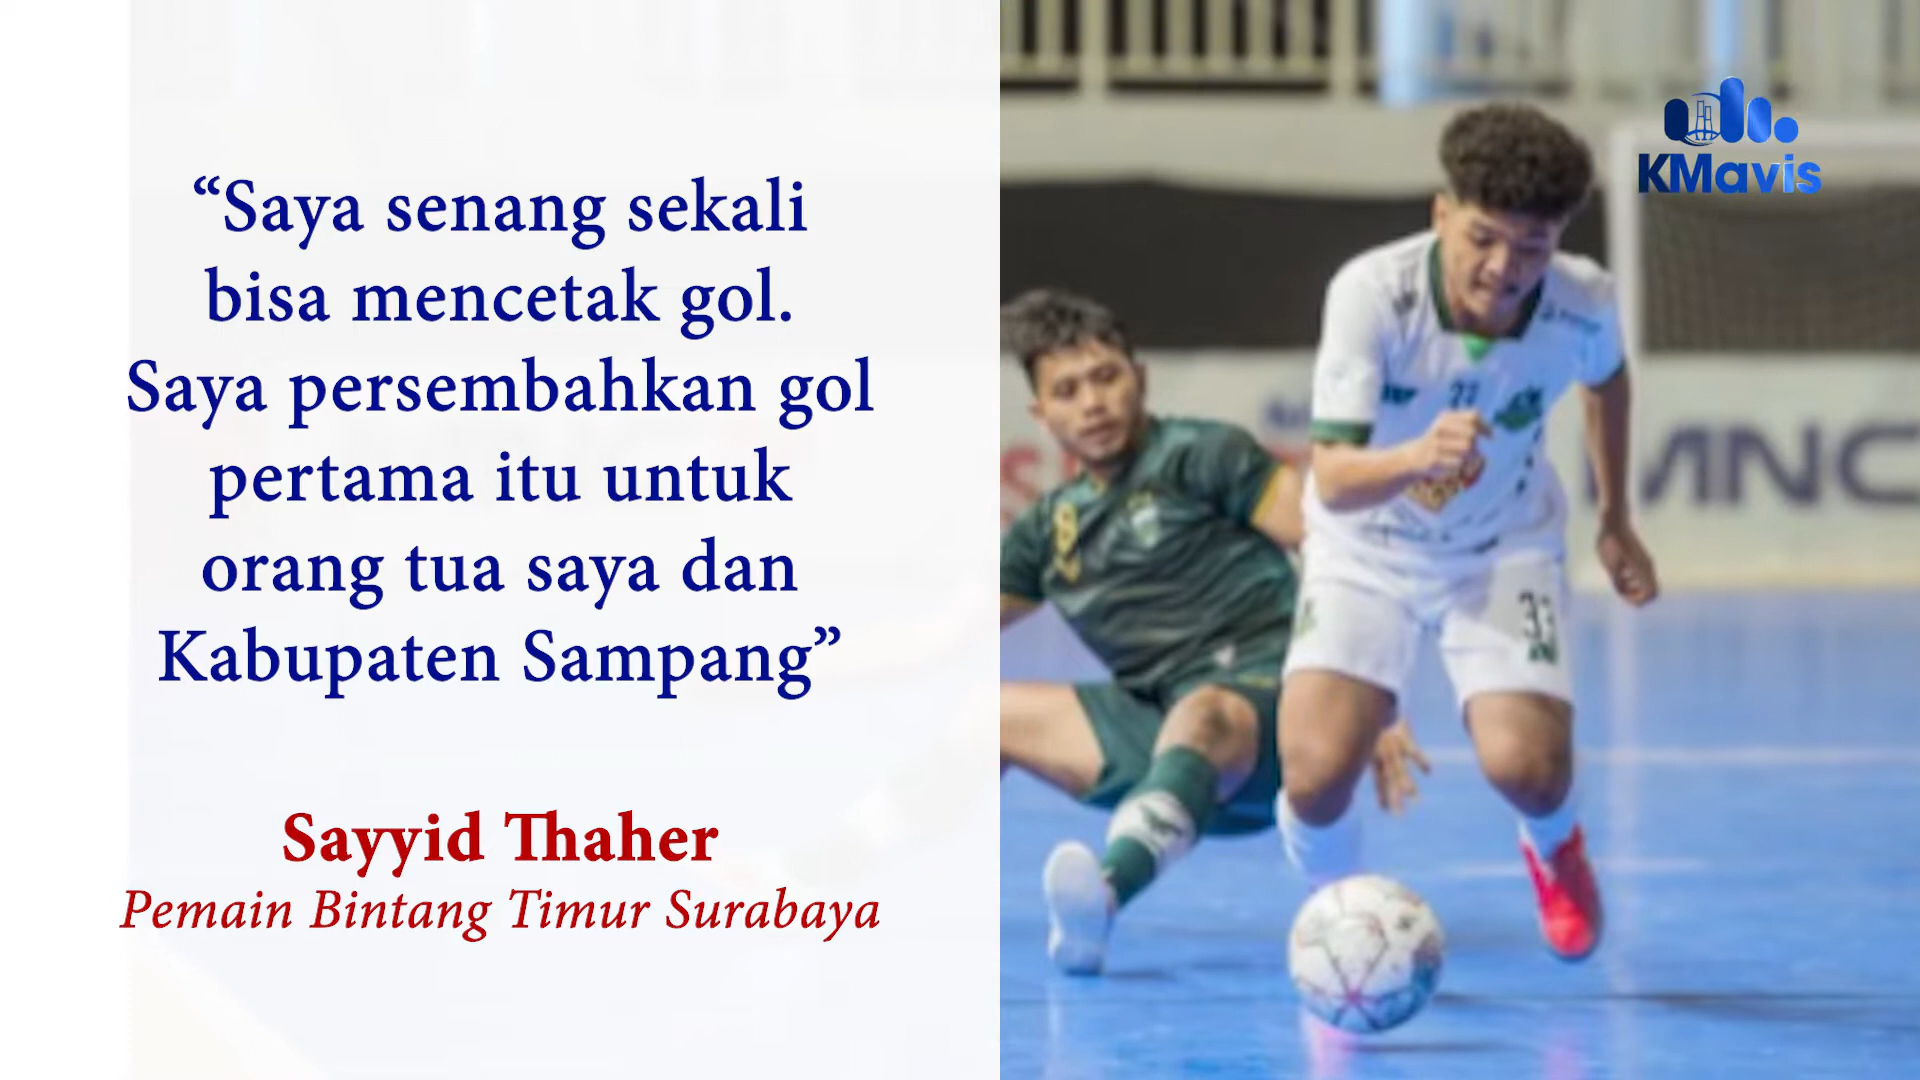 “Saya senang sekali
bisa mencetak gol.
Saya persembahkan gol
pertama itu untuk
orang tua saya dan
Kabupaten Sampang”
Sayyid Thaher
Pemain Bintang Timur Surabaya
KMavis
MNC
33